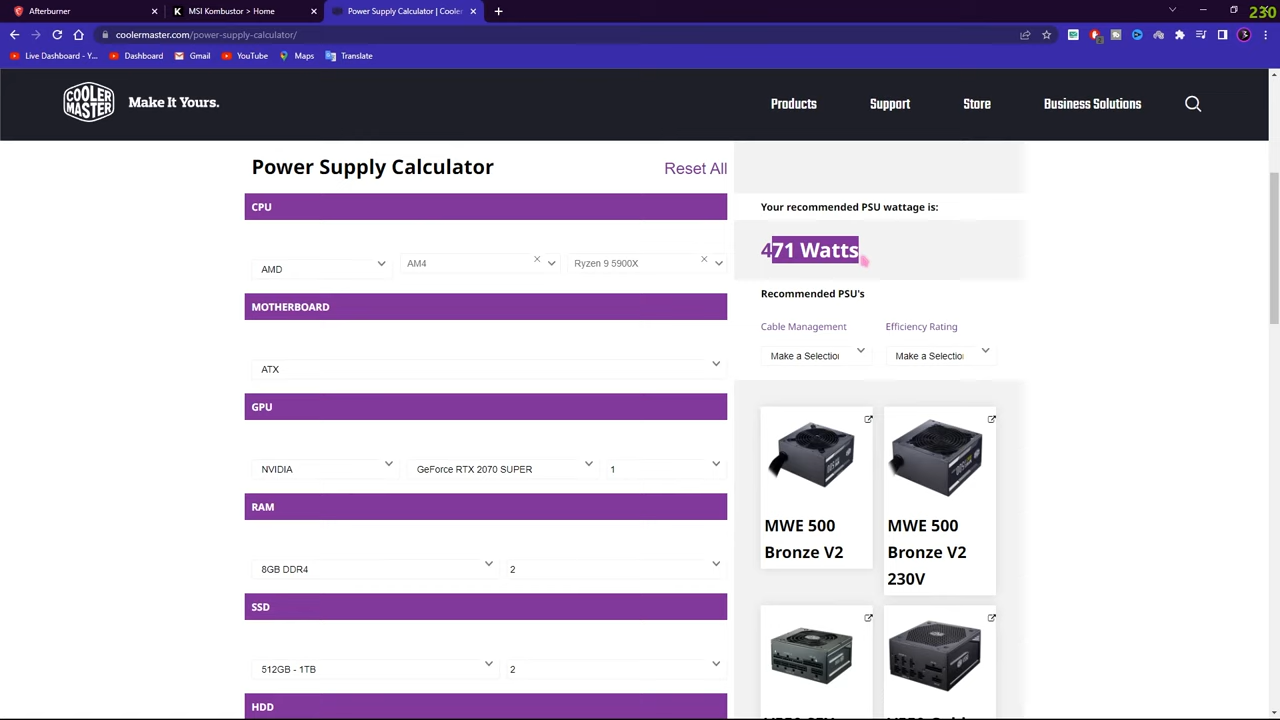 Afterburner
MSI Kombustor > Home
Power Supply Calculator | Cooler
230
coolermaster.com/power-supply-calculator/
Live Dashboard - You
Dashboard
Gmail
YouTube
Maps
Translate
COOLER MASTER
Make It Yours.
Products
Support
Store
Business Solutions
Power Supply Calculator
Reset All
CPU
AMD
AM4
Ryzen 9 5900X
MOTHERBOARD
ATX
GPU
NVIDIA
GeForce RTX 2070 SUPER
1
RAM
8GB DDR4
2
SSD
512GB - 1TB
2
HDD
Your recommended PSU wattage is:
471 Watts
Recommended PSU's
Cable Management
Efficiency Rating
Make a Selection
Make a Selection
MWE 500
Bronze V2
MWE 500
Bronze V2
230V